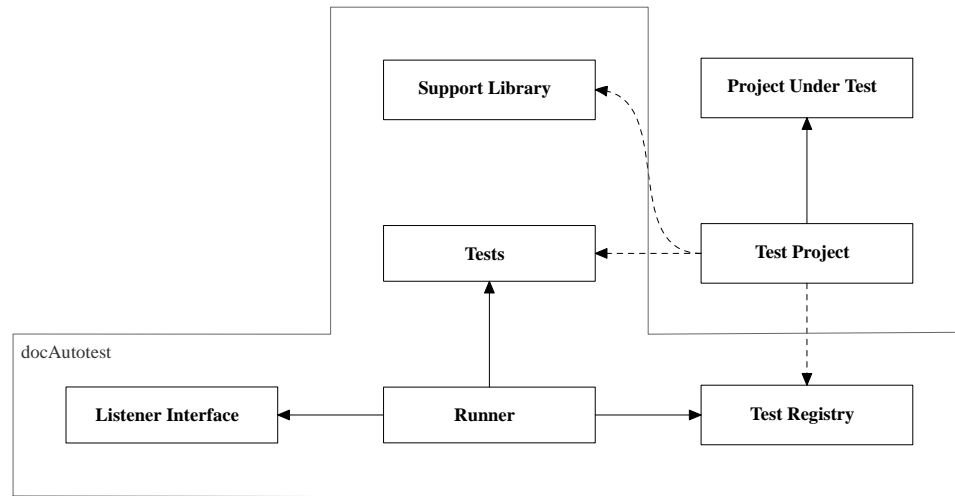 Support Library
Project Under Test
Tests
Test Project
docAutotest
Listener Interface
Runner
Test Registry